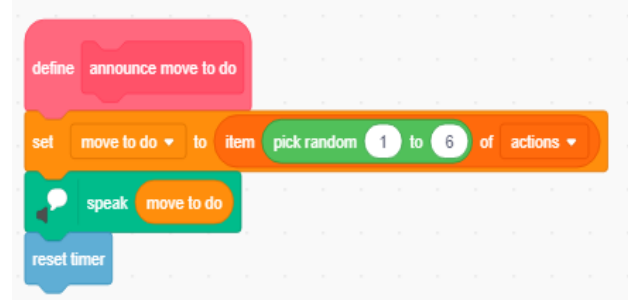 define announce move to do
set move to do to item pick random 1 to 6 of actions
speak move to do
reset timer